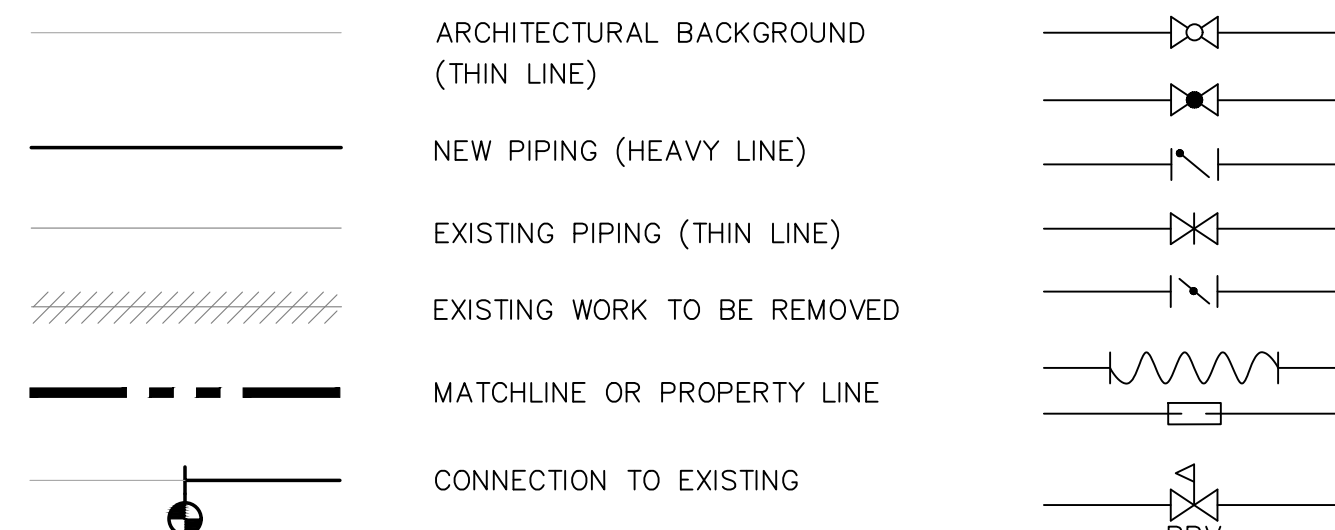 ARCHITECTURAL BACKGROUND
(THIN LINE)
NEW PIPING (HEAVY LINE)
EXISTING PIPING (THIN LINE)
EXISTING WORK TO BE REMOVED
MATCHLINE OR PROPERTY LINE
CONNECTION TO EXISTING